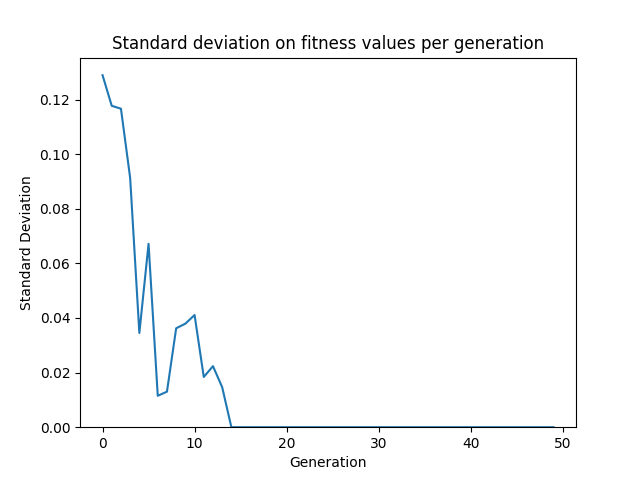 Standard deviation on fitness values per generation
0.12
0.10
0.08
0.06
0.04
0.02
0.00
Standard Deviation
0 10 20 30 40 50
Generation